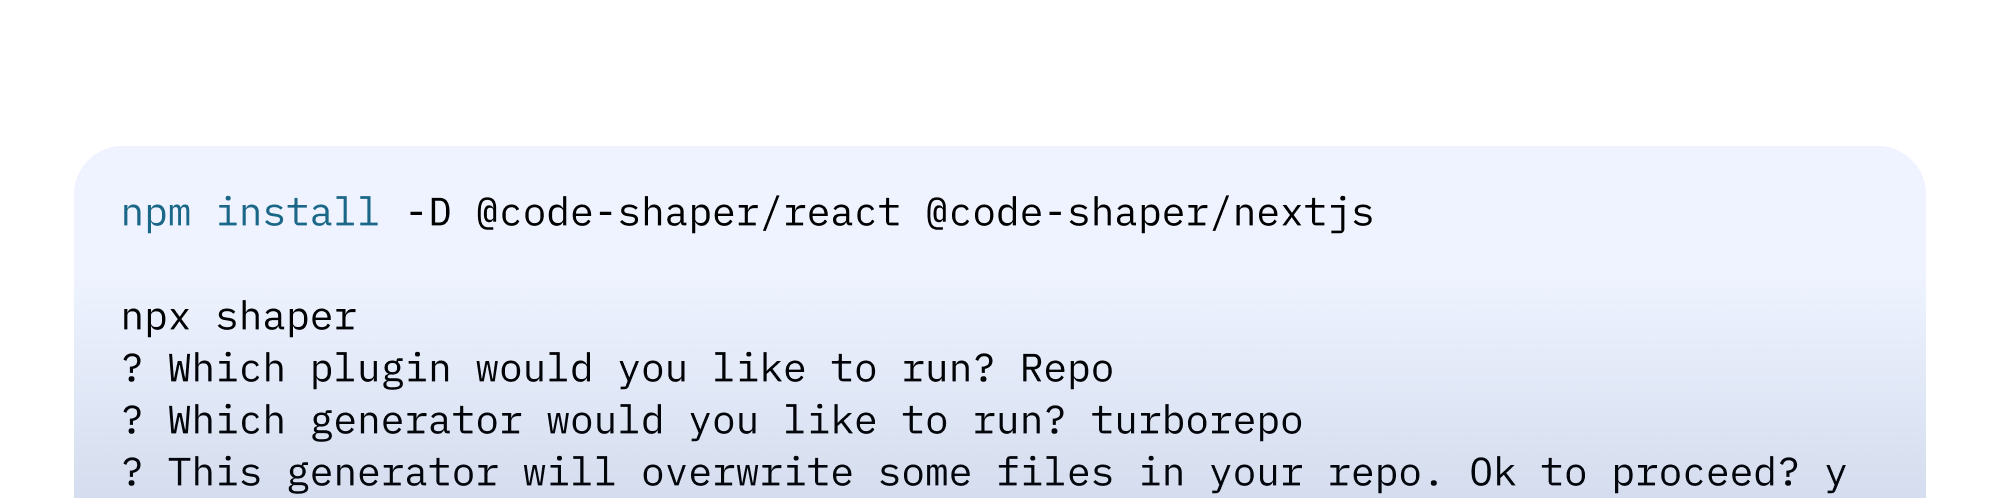 npm install -D @code-shaper/react @code-shaper/nextjs
npx shaper
? Which plugin would you like to run? Repo
? Which generator would you like to run? turborepo
? This generator will overwrite some files in your repo. Ok to proceed? y